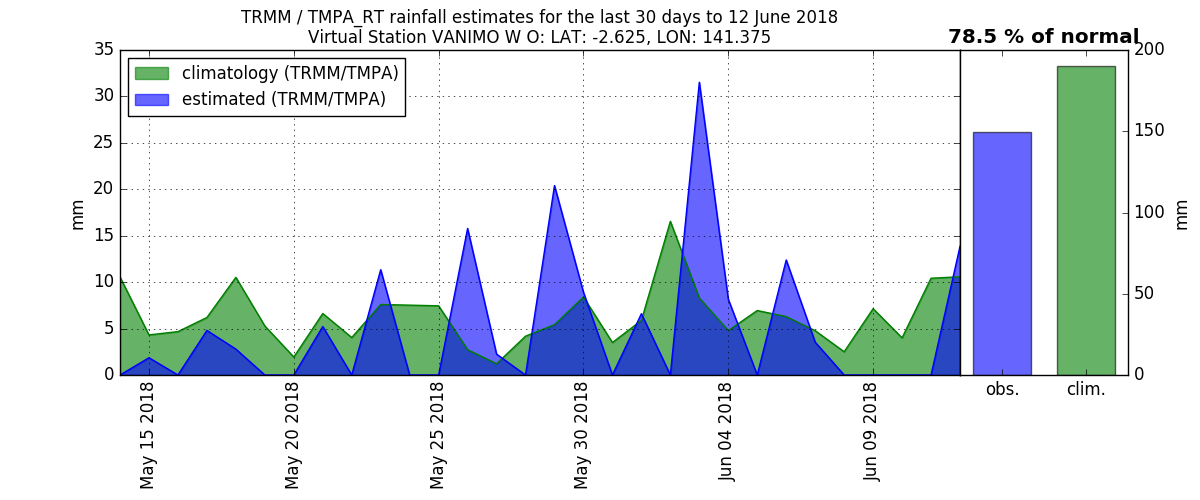 TRMM / TMPA_RT rainfall estimates for the last 30 days to 12 June 2018
Virtual Station VANIMO W O: LAT: -2.625, LON: 141.375
78.5 % of normal
climatology (TRMM/TMPA)
estimated (TRMM/TMPA)
35
30
25
20
15
10
5
0
mm
May 15 2018
May 20 2018
May 25 2018
May 30 2018
Jun 04 2018
Jun 09 2018
200
150
100
50
0
mm
obs.
clim.